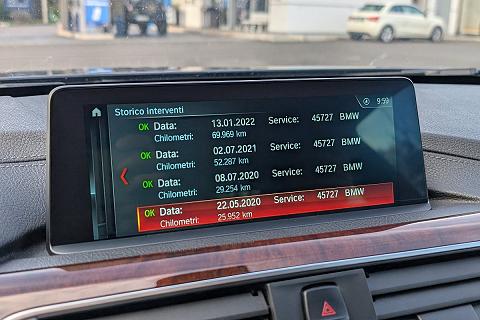 Storico interventi
9:59
OK Data: 13.01.2022 Service: 45727 BMW
Chilometri: 69.969 km
OK Data: 02.07.2021 Service: 45727 BMW
Chilometri: 52.287 km
OK Data: 08.07.2020 Service: 45727 BMW
Chilometri: 29.254 km
OK Data: 22.05.2020 Service: 45727 BMW
Chilometri: 25.952 km